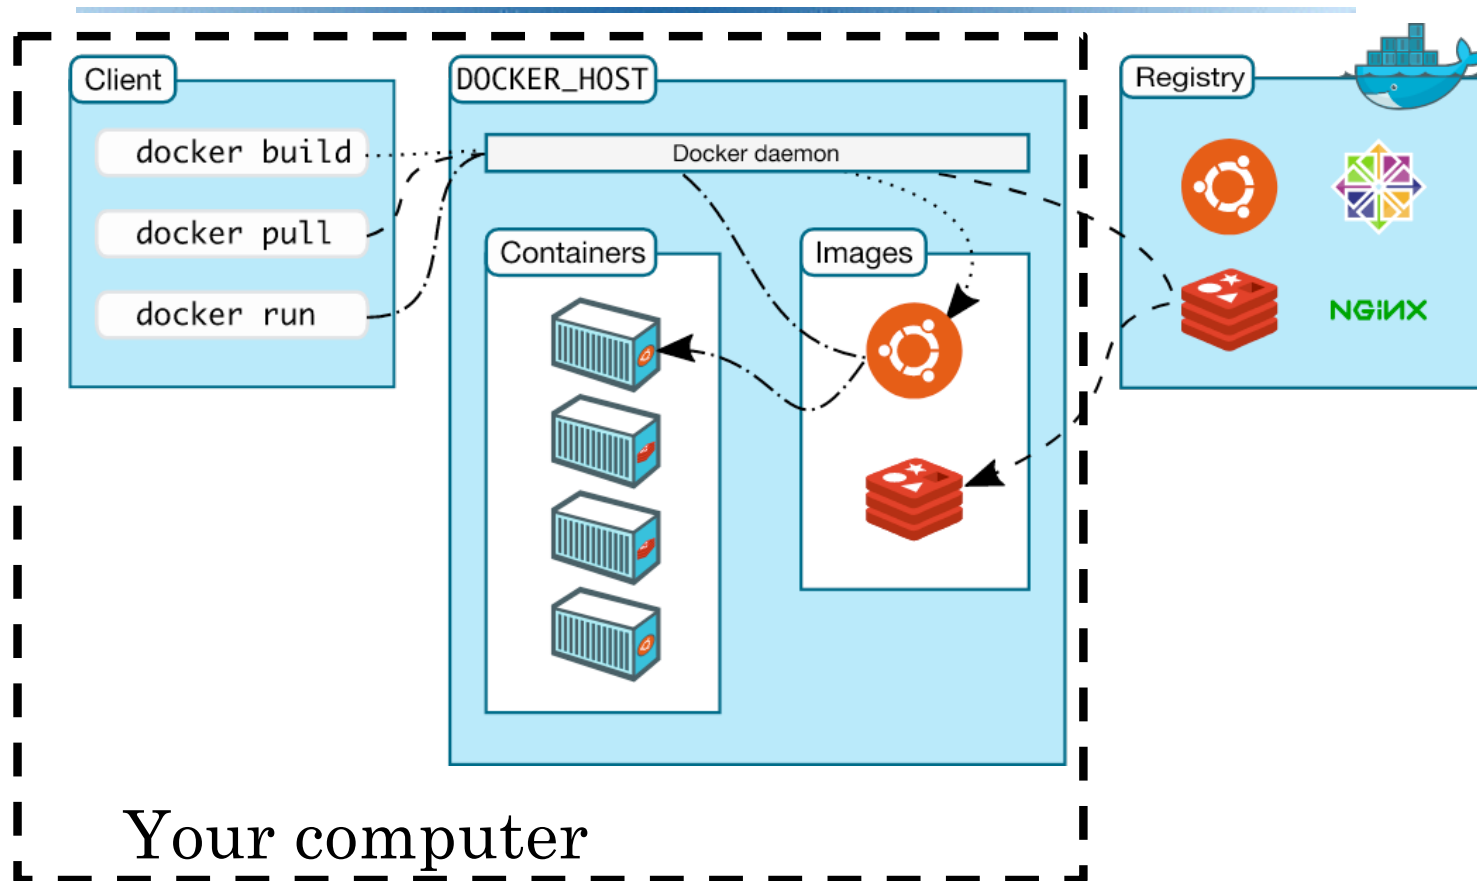 Client
docker build
docker pull
docker run
DOCKER_HOST
Docker daemon
Containers
Images
Registry
NGiNX
Your computer